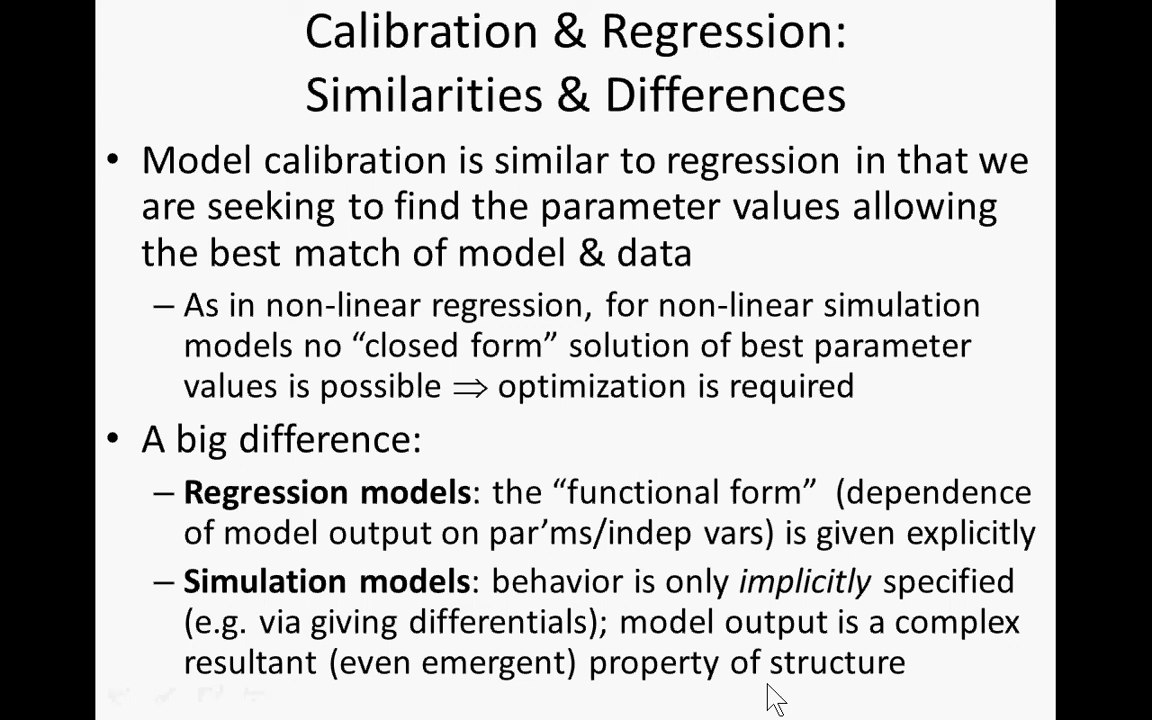 Calibration & Regression:
Similarities & Differences
• Model calibration is similar to regression in that we
are seeking to find the parameter values allowing
the best match of model & data
– As in non-linear regression, for non-linear simulation
models no “closed form” solution of best parameter
values is possible ⇒ optimization is required
• A big difference:
– Regression models: the “functional form” (dependence
of model output on par’ms/indep vars) is given explicitly
– Simulation models: behavior is only implicitly specified
(e.g. via giving differentials); model output is a complex
resultant (even emergent) property of structure